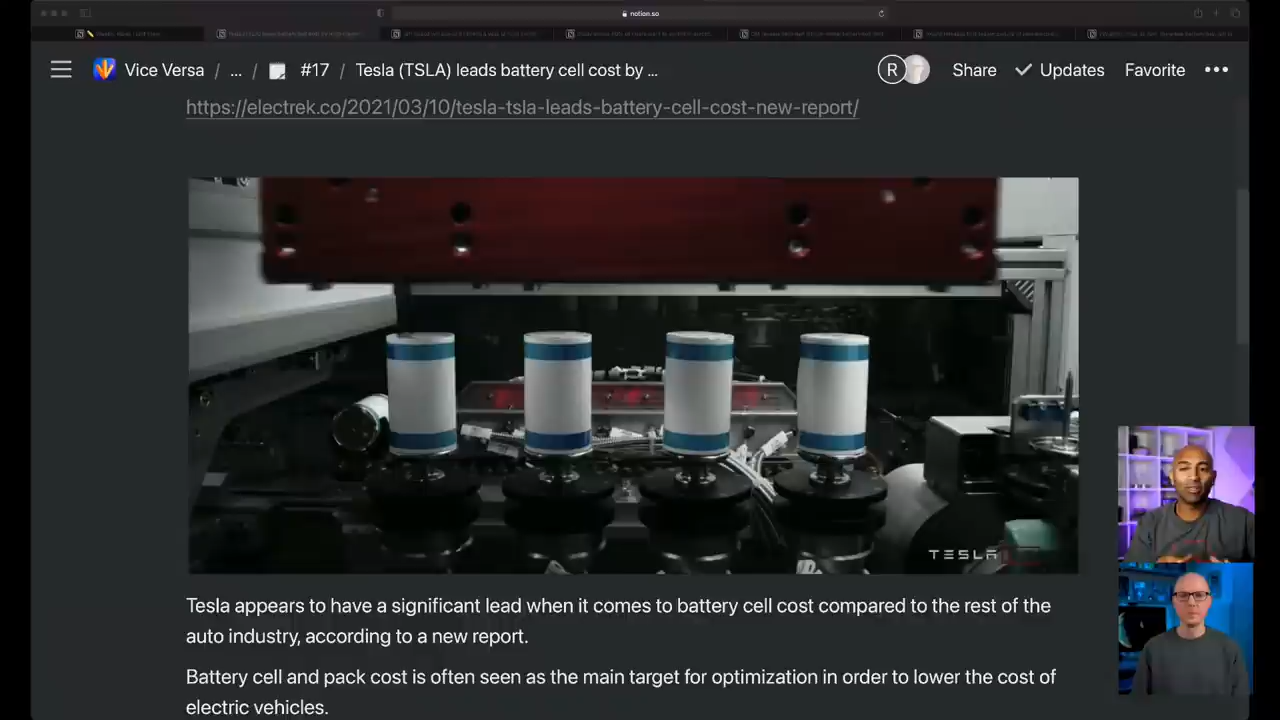 notion.so
Vice Versa / ... / #17 / Tesla (TSLA) leads battery cell cost by ...
R Share Updates Favorite •••
https://electrek.co/2021/03/10/tesla-tsla-leads-battery-cell-cost-new-report/
TESLA
Tesla appears to have a significant lead when it comes to battery cell cost compared to the rest of the
auto industry, according to a new report.
Battery cell and pack cost is often seen as the main target for optimization in order to lower the cost of
electric vehicles.